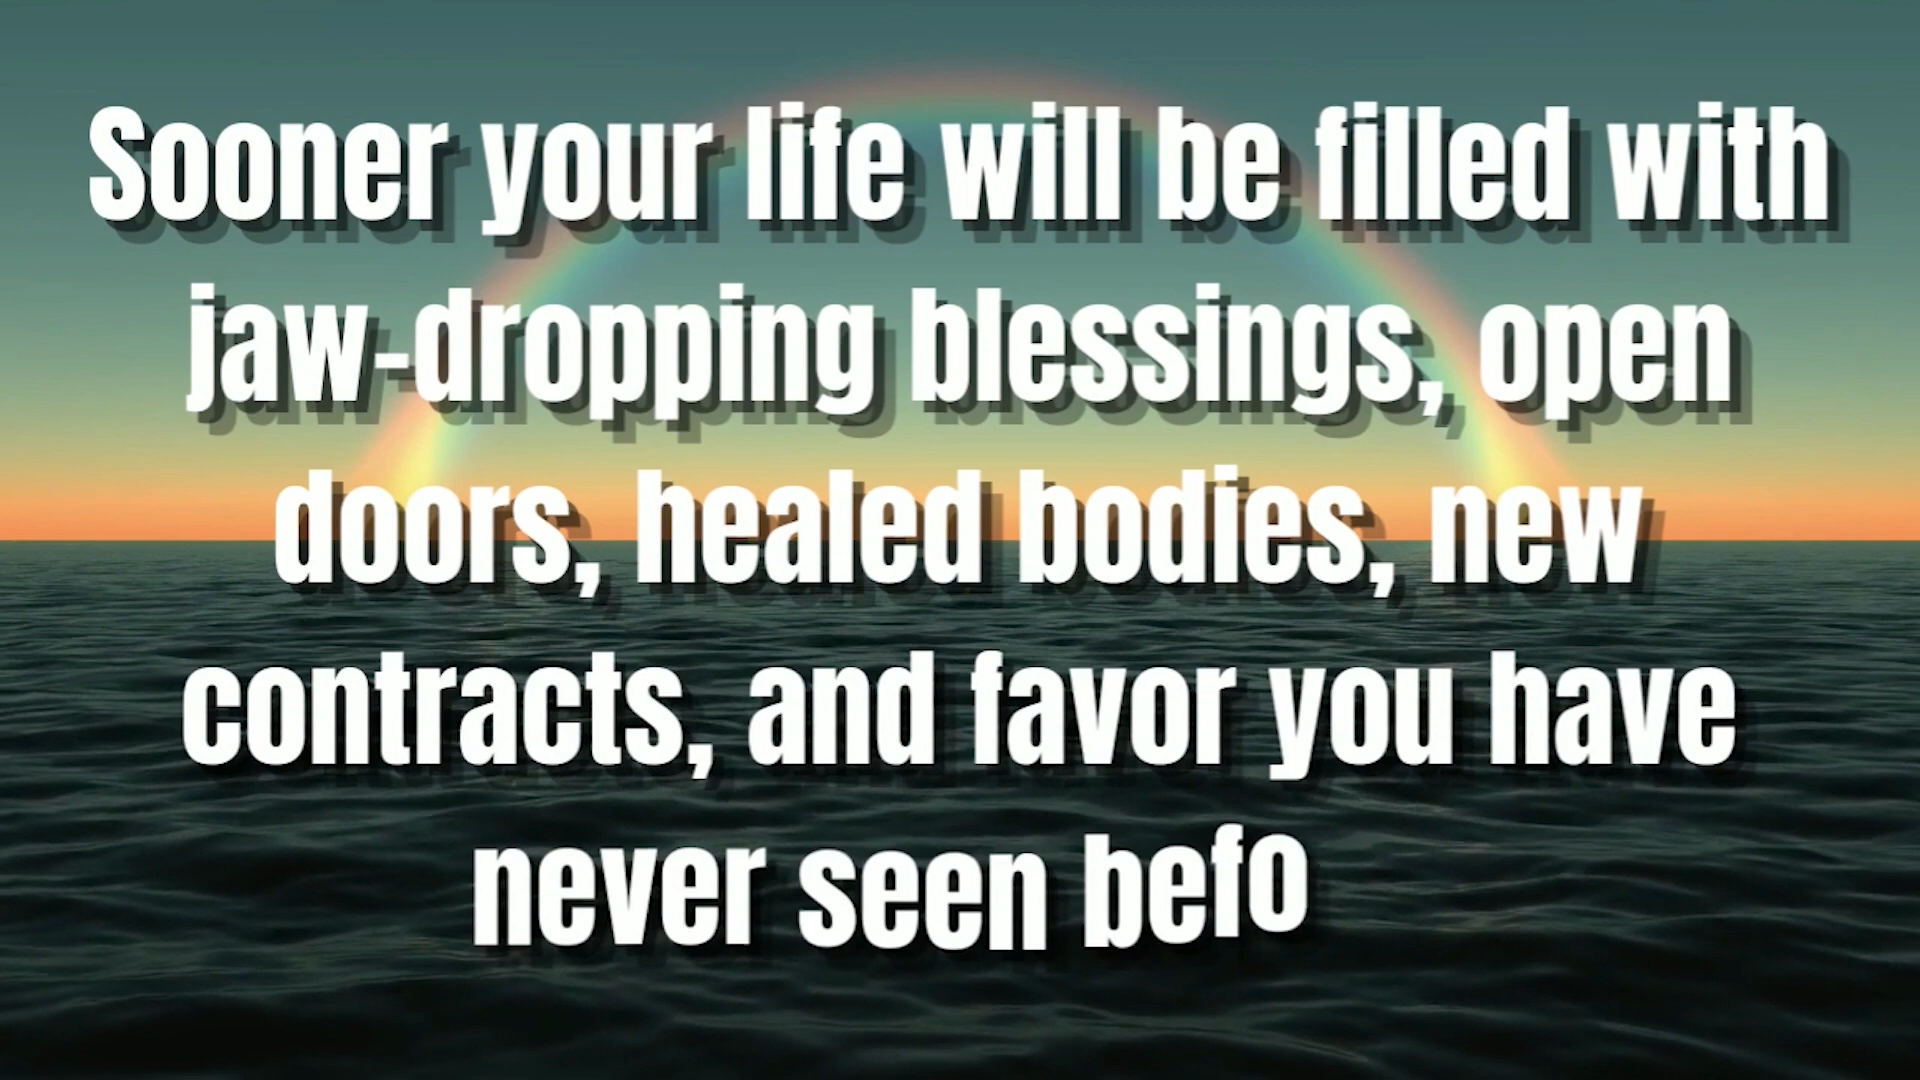 Sooner your life will be filled with
jaw-dropping blessings, open
doors, healed bodies, new
contracts, and favor you have
never seen befo